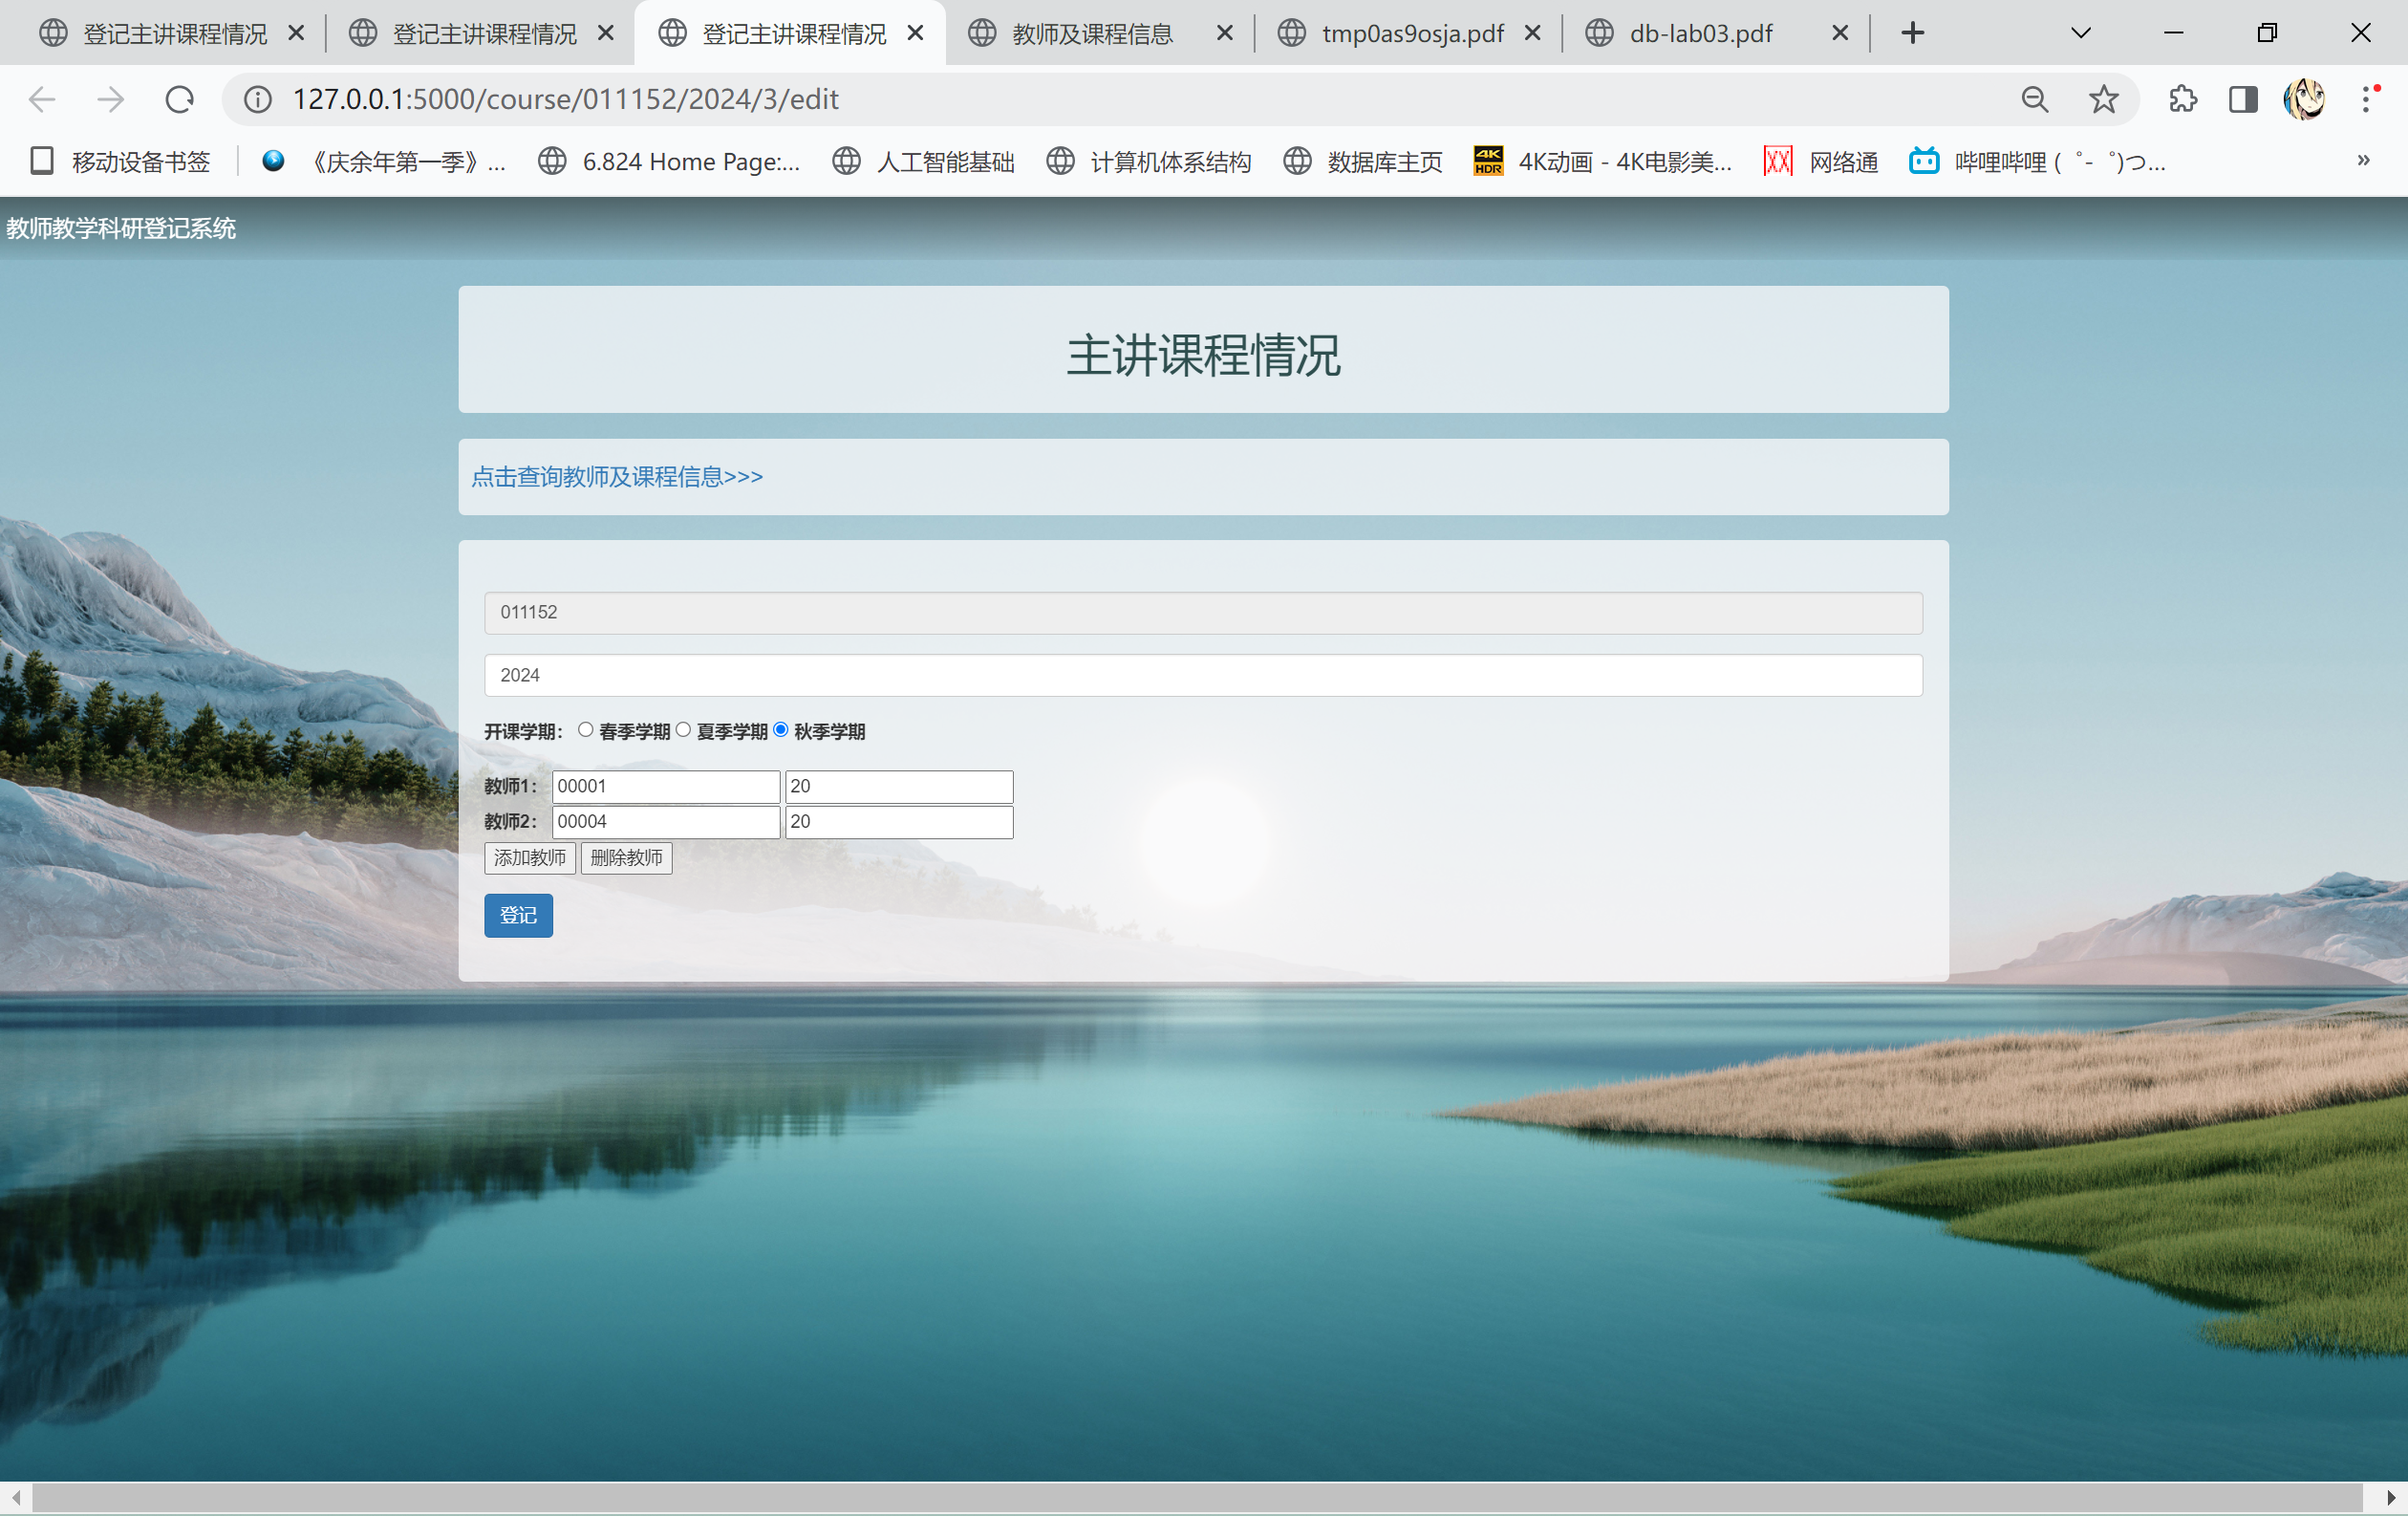 登记主讲课程情况
登记主讲课程情况
登记主讲课程情况
教师及课程信息
tmp0as9osja.pdf
db-lab03.pdf
127.0.0.1:5000/course/011152/2024/3/edit
移动设备书签
《庆余年第一季》...
6.824 Home Page:...
人工智能基础
计算机体系结构
数据库主页
4K HDR
4K动画 - 4K电影美...
网络通
哔哩哔哩 ( ゜- ゜)つ...
»
教师教学科研登记系统
主讲课程情况
点击查询教师及课程信息>>>
011152
2024
开课学期: 春季学期 夏季学期 秋季学期
教师1: 00001 20
教师2: 00004 20
添加教师 删除教师
登记